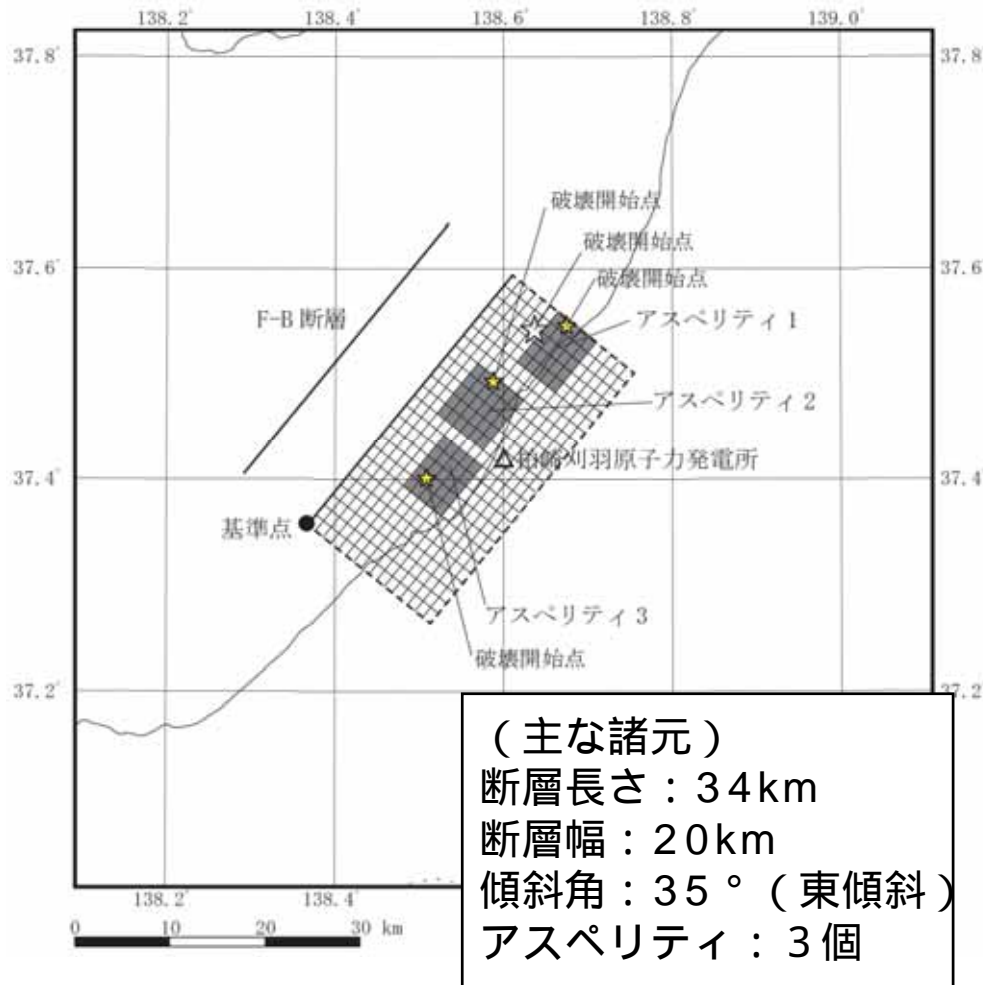 138.2° 138.4° 138.6° 138.8° 139.0°
37.8° 37.8°
破壊開始点
破壊開始点
37.6° 37.6°
破壊開始点
F-B 断層
アスペリティ 1
アスペリティ 2
柏崎刈羽原子力発電所
37.4° 37.4°
基準点
アスペリティ 3
破壊開始点
37.2° 37.2°
(主な諸元)
断層長さ:34km
断層幅:20km
傾斜角:35°(東傾斜)
アスペリティ:3個
138.2° 138.4°
0 10 20 30 km